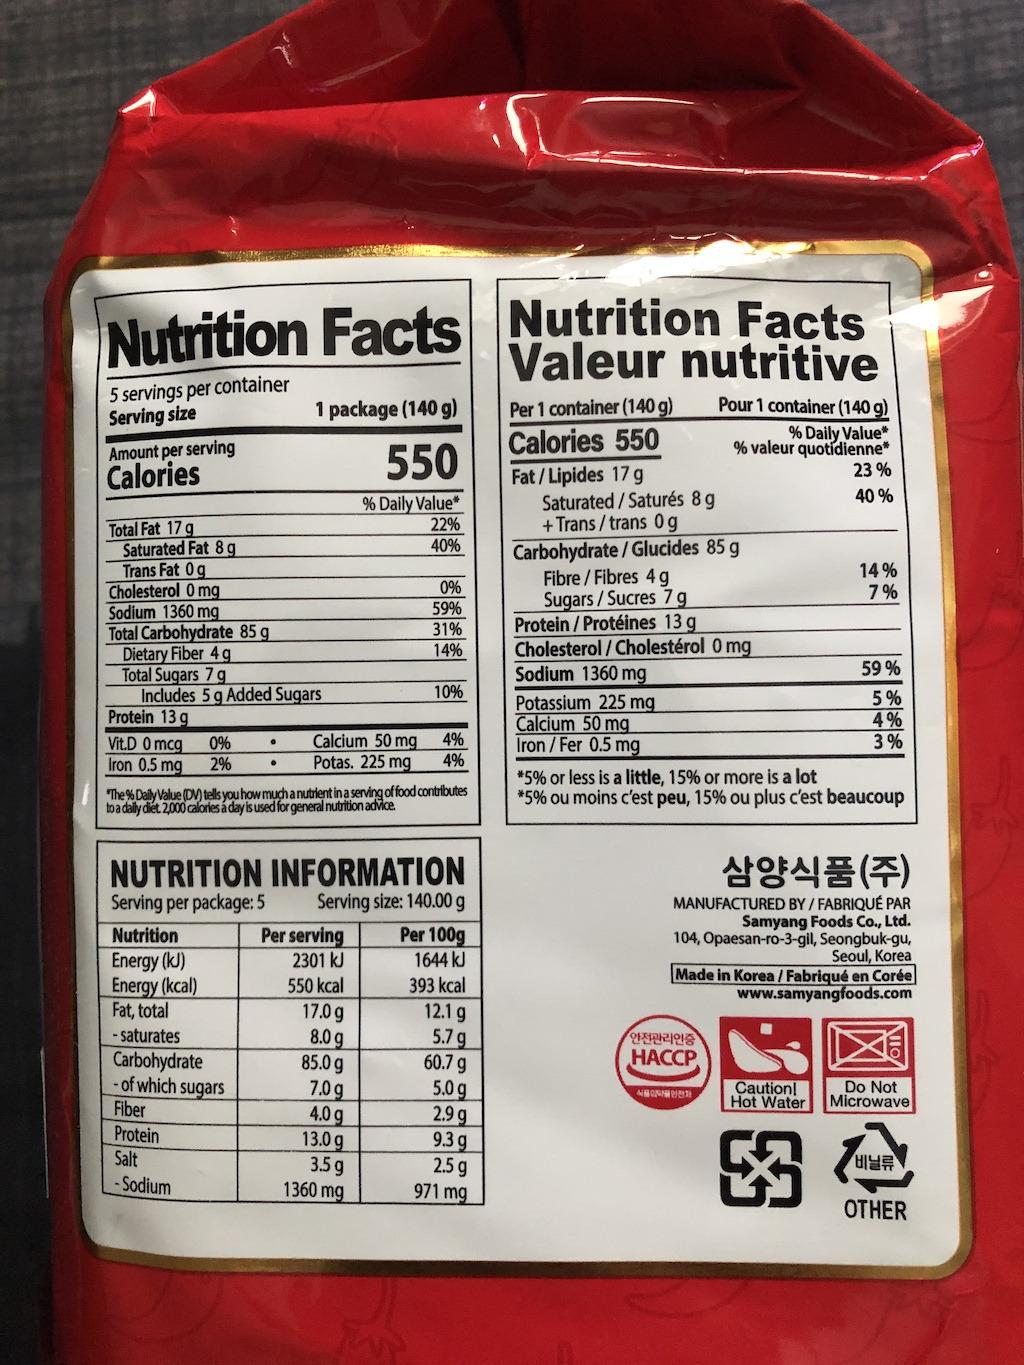 Nutrition Facts
5 servings per container
Serving size 1 package (140 g)
Amount per serving
Calories 550
% Daily Value*
Total Fat 17 g 22%
Saturated Fat 8 g 40%
Trans Fat 0 g
Cholesterol 0 mg 0%
Sodium 1360 mg 59%
Total Carbohydrate 85 g 31%
Dietary Fiber 4 g 14%
Total Sugars 7 g
Includes 5 g Added Sugars 10%
Protein 13 g
Vit.D 0 mcg 0% • Calcium 50 mg 4%
Iron 0.5 mg 2% • Potas. 225 mg 4%
*The % Daily Value (DV) tells you how much a nutrient in a serving of food contributes
to a daily diet. 2,000 calories a day is used for general nutrition advice.
Nutrition Facts
Valeur nutritive
Per 1 container (140 g) Pour 1 container (140 g)
Calories 550
% Daily Value*
% valeur quotidienne*
Fat / Lipides 17 g 23 %
Saturated / Saturés 8 g 40 %
+ Trans / trans 0 g
Carbohydrate / Glucides 85 g
Fibre / Fibres 4 g 14 %
Sugars / Sucres 7 g 7 %
Protein / Protéines 13 g
Cholesterol / Cholestérol 0 mg
Sodium 1360 mg 59 %
Potassium 225 mg 5 %
Calcium 50 mg 4 %
Iron / Fer 0.5 mg 3 %
*5% or less is a little, 15% or more is a lot
*5% ou moins c'est peu, 15% ou plus c'est beaucoup
NUTRITION INFORMATION
Serving per package: 5 Serving size: 140.00 g
Nutrition Per serving Per 100g
Energy (kJ) 2301 kJ 1644 kJ
Energy (kcal) 550 kcal 393 kcal
Fat, total 17.0 g 12.1 g
- saturates 8.0 g 5.7 g
Carbohydrate 85.0 g 60.7 g
- of which sugars 7.0 g 5.0 g
Fiber 4.0 g 2.9 g
Protein 13.0 g 9.3 g
Salt 3.5 g 2.5 g
- Sodium 1360 mg 971 mg
삼양식품(주)
MANUFACTURED BY / FABRIQUÉ PAR
Samyang Foods Co., Ltd.
104, Opaesan-ro-3-gil, Seongbuk-gu,
Seoul, Korea
Made in Korea / Fabriqué en Corée
www.samyangfoods.com
안전관리인증
HACCP
식품의약품안전처
Caution!
Hot Water
Do Not
Microwave
비닐류
OTHER